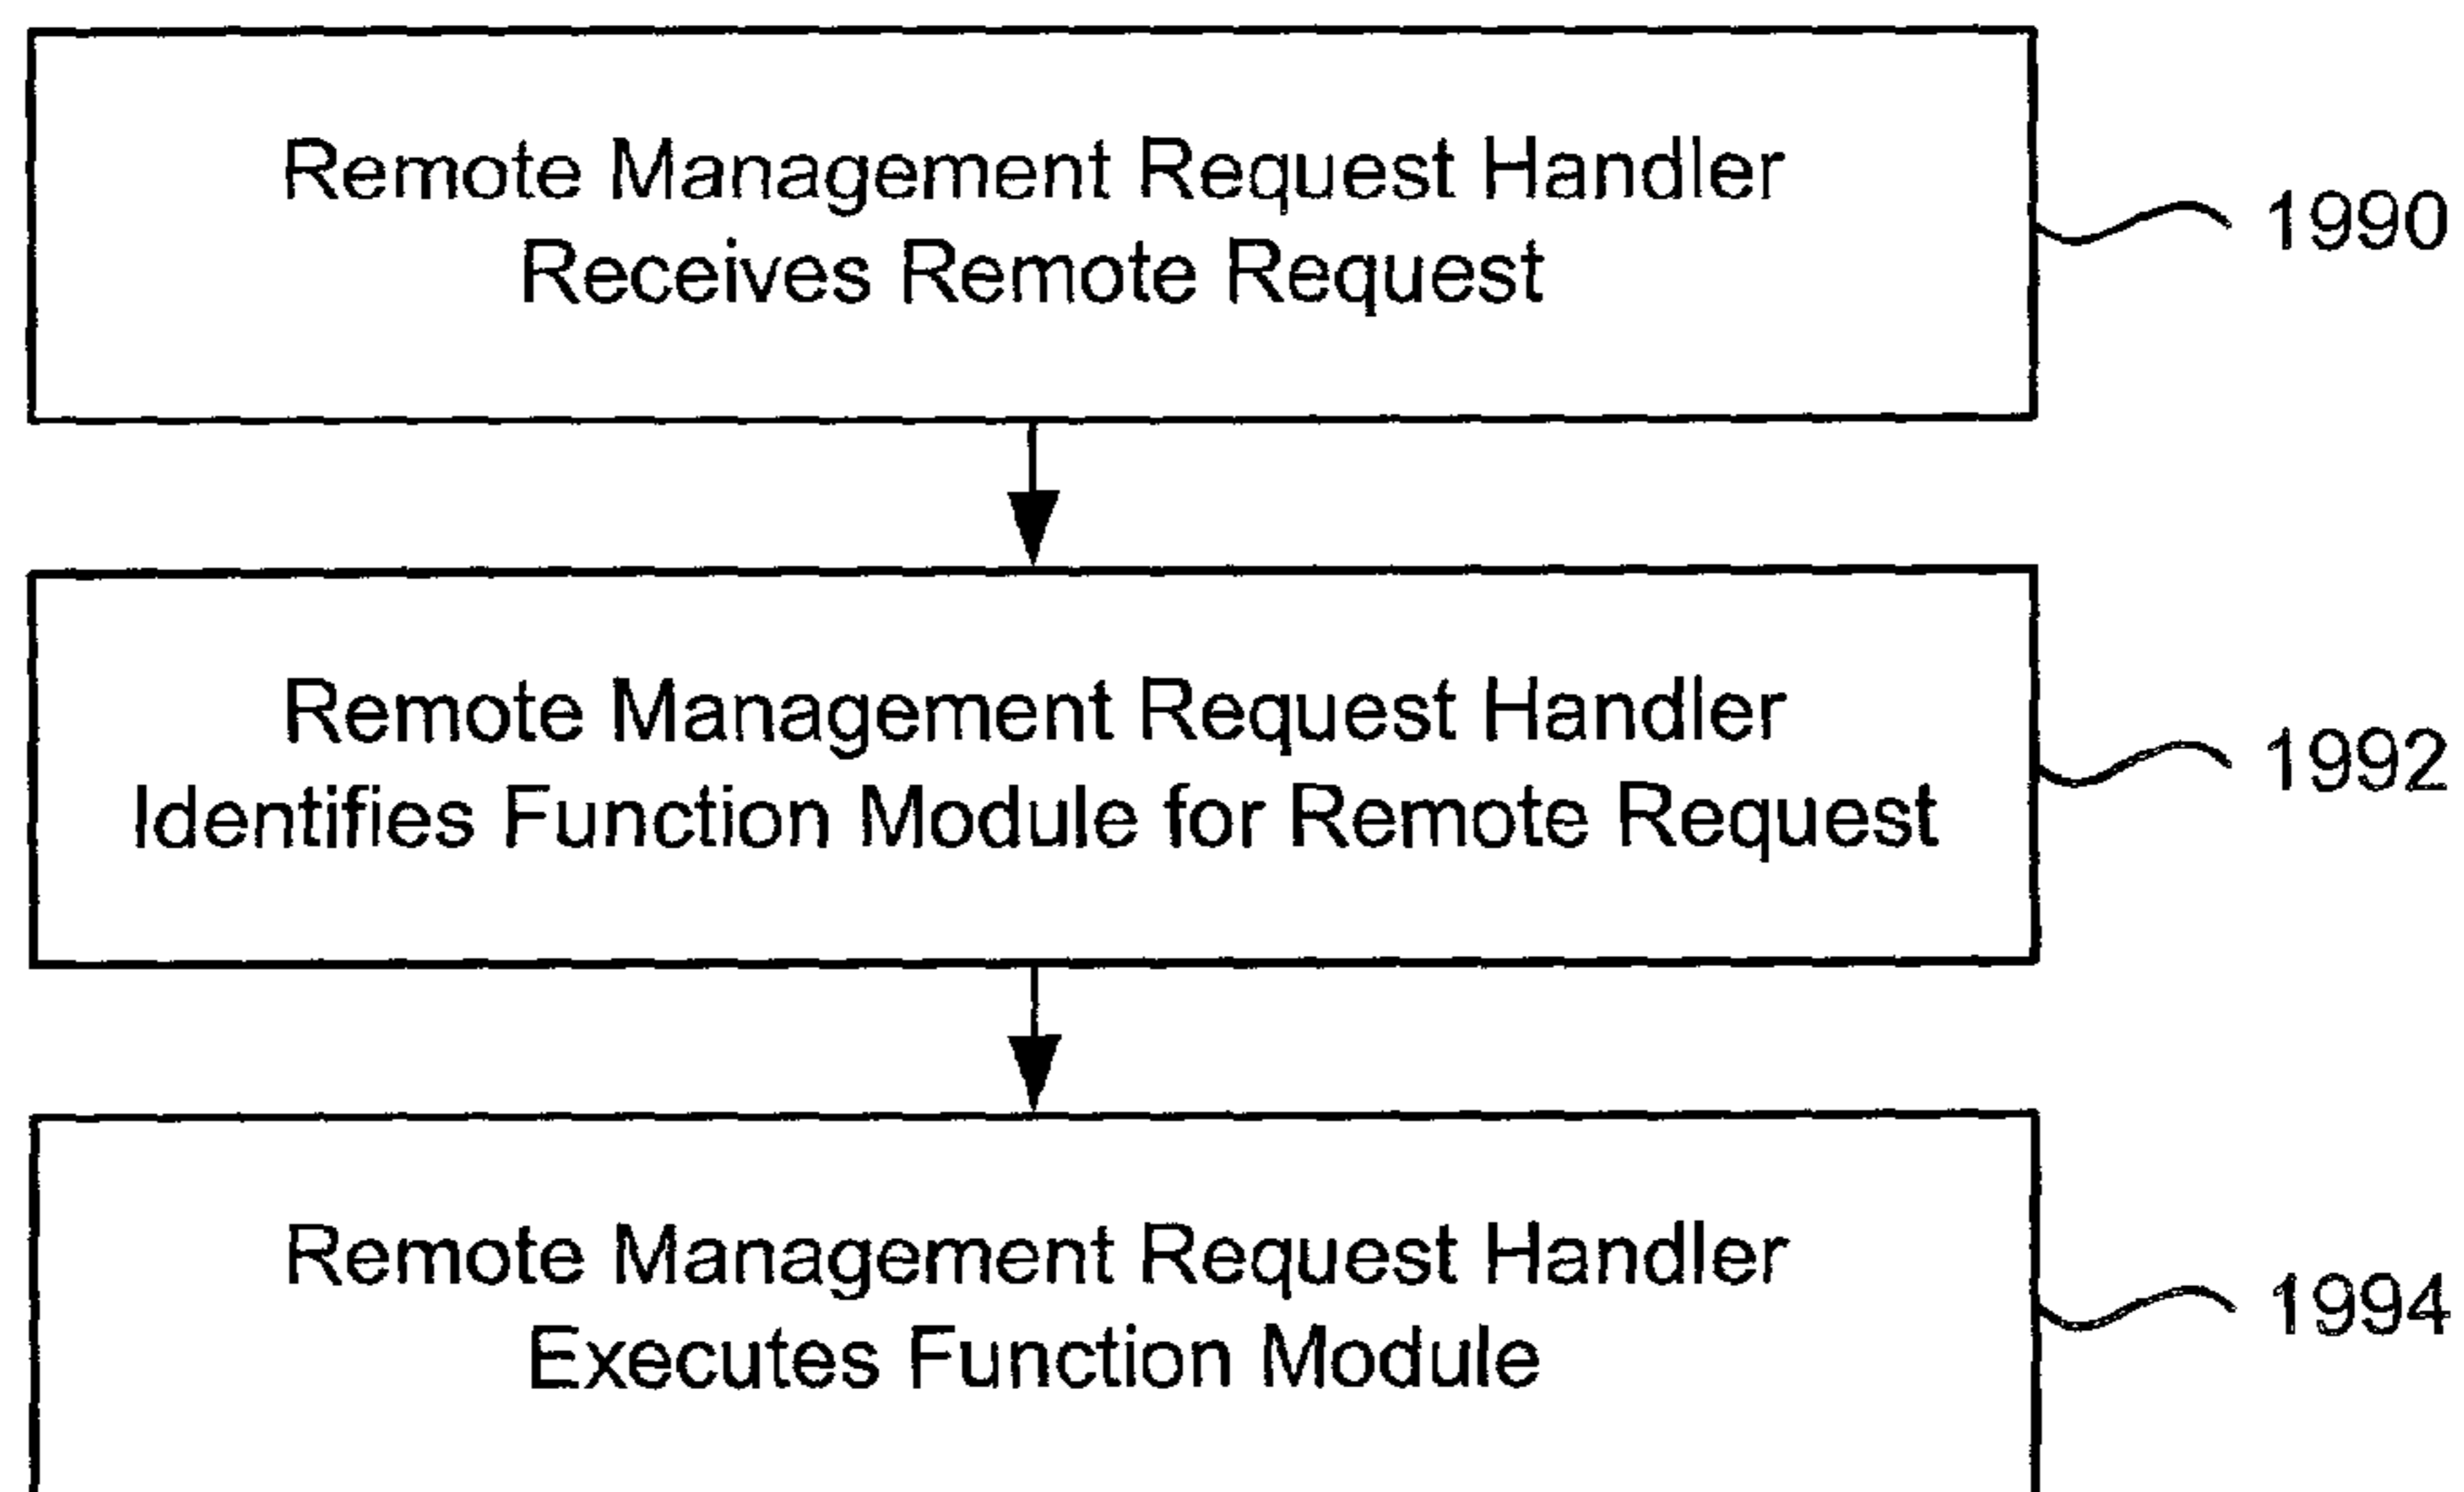 Remote Management Request Handler
Receives Remote Request
1990
Remote Management Request Handler
Identifies Function Module for Remote Request
1992
Remote Management Request Handler
Executes Function Module
1994